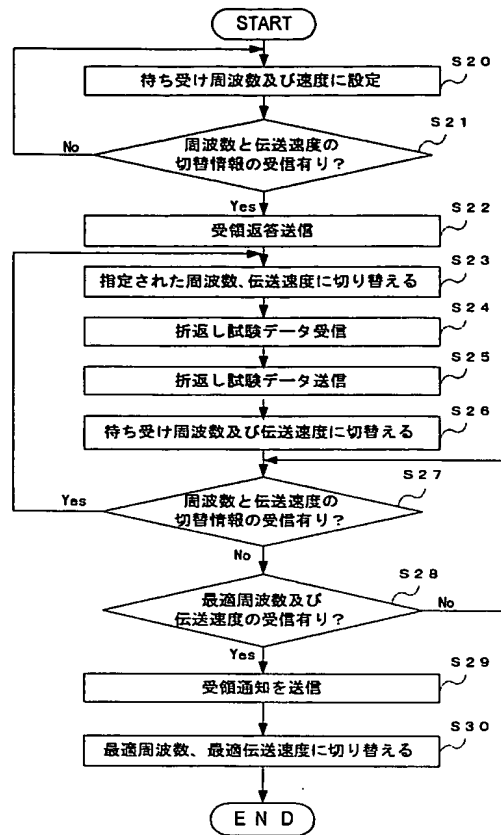 START
S20
待ち受け周波数及び速度に設定
S21
周波数と伝送速度の
切替情報の受信有り？
No
Yes
S22
受領返答送信
S23
指定された周波数、伝送速度に切り替える
S24
折返し試験データ受信
S25
折返し試験データ送信
S26
待ち受け周波数及び伝送速度に切替える
S27
周波数と伝送速度の
切替情報の受信有り？
Yes
No
S28
最適周波数及び
伝送速度の受信有り？
No
Yes
S29
受領通知を送信
S30
最適周波数、最適伝送速度に切り替える
END